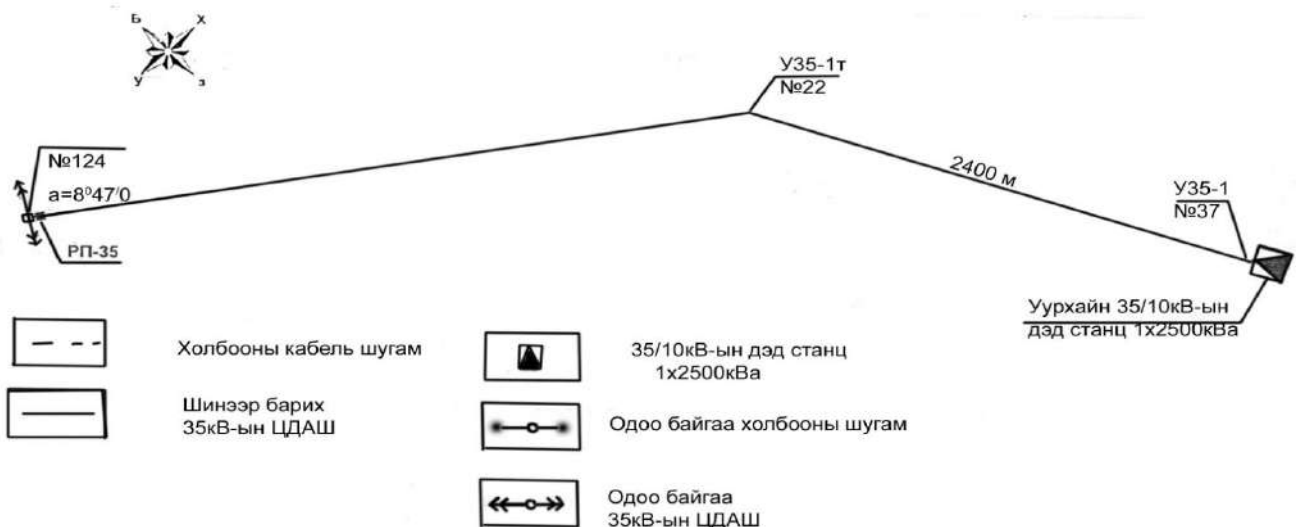 Б Х
У з
У35-1т
№22
№124
a=8⁰47'0
РП-35
2400 м
У35-1
№37
Уурхайн 35/10кВ-ын
дэд станц 1x2500кВа
Холбооны кабель шугам
Шинээр барих
35кВ-ын ЦДАШ
35/10кВ-ын дэд станц
1x2500кВа
Одоо байгаа холбооны шугам
Одоо байгаа
35кВ-ын ЦДАШ